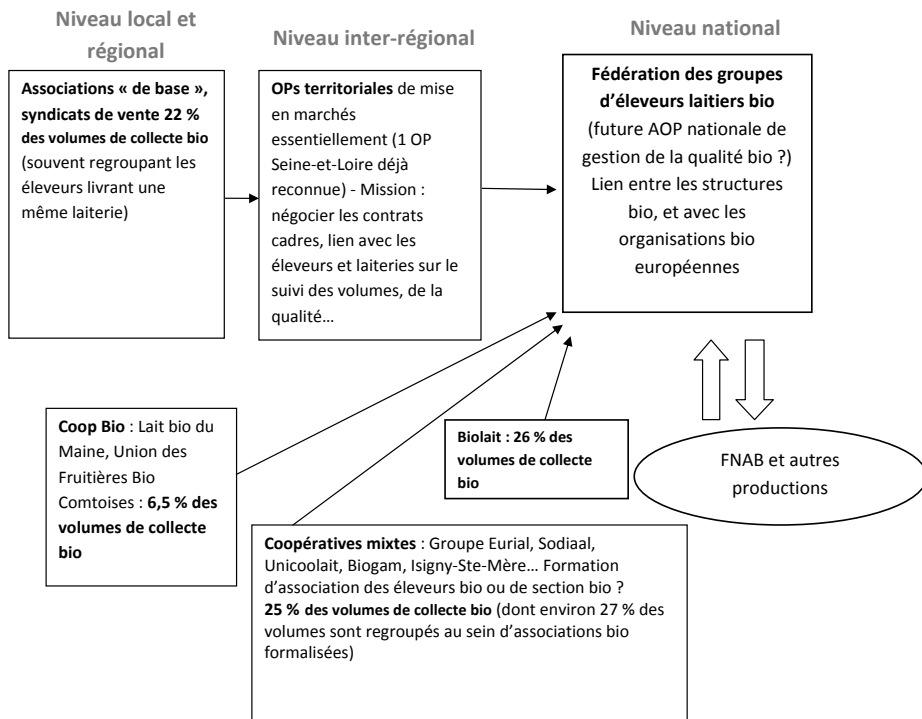 Niveau local et
régional
Niveau inter-régional
Niveau national
Associations « de base »,
syndicats de vente 22 %
des volumes de collecte bio
(souvent regroupant les
éleveurs livrant une
même laiterie)
OPs territoriales de mise
en marchés
essentiellement (1 OP
Seine-et-Loire déjà
reconnue) - Mission :
négocier les contrats
cadres, lien avec les
éleveurs et laiteries sur le
suivi des volumes, de la
qualité…
Fédération des groupes
d’éleveurs laitiers bio
(future AOP nationale de
gestion de la qualité bio ?)
Lien entre les structures
bio, et avec les
organisations bio
européennes
Coop Bio : Lait bio du
Maine, Union des
Fruitières Bio
Comtoises : 6,5 % des
volumes de collecte
bio
Biolait : 26 % des
volumes de collecte
bio
FNAB et autres
productions
Coopératives mixtes : Groupe Eurial, Sodiaal,
Unicoolait, Biogam, Isigny-Ste-Mère… Formation
d’association des éleveurs bio ou de section bio ?
25 % des volumes de collecte bio (dont environ 27 % des
volumes sont regroupés au sein d’associations bio
formalisées)